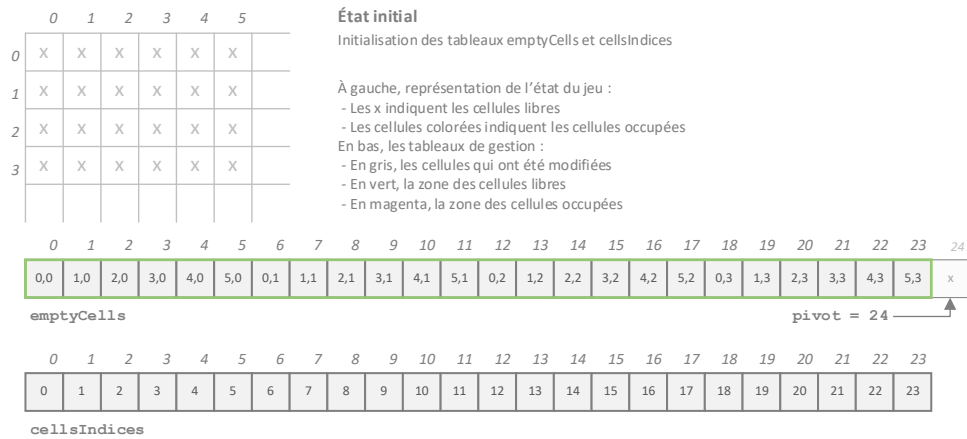 0 1 2 3 4 5
0 X X X X X X
1 X X X X X X
2 X X X X X X
3 X X X X X X
État initial
Initialisation des tableaux emptyCells et cellsIndices
À gauche, représentation de l’état du jeu :
- Les x indiquent les cellules libres
- Les cellules colorées indiquent les cellules occupées
En bas, les tableaux de gestion :
- En gris, les cellules qui ont été modifiées
- En vert, la zone des cellules libres
- En magenta, la zone des cellules occupées
0 1 2 3 4 5 6 7 8 9 10 11 12 13 14 15 16 17 18 19 20 21 22 23 24
0,0 1,0 2,0 3,0 4,0 5,0 0,1 1,1 2,1 3,1 4,1 5,1 0,2 1,2 2,2 3,2 4,2 5,2 0,3 1,3 2,3 3,3 4,3 5,3 x
emptyCells pivot = 24
0 1 2 3 4 5 6 7 8 9 10 11 12 13 14 15 16 17 18 19 20 21 22 23
0 1 2 3 4 5 6 7 8 9 10 11 12 13 14 15 16 17 18 19 20 21 22 23
cellsIndices